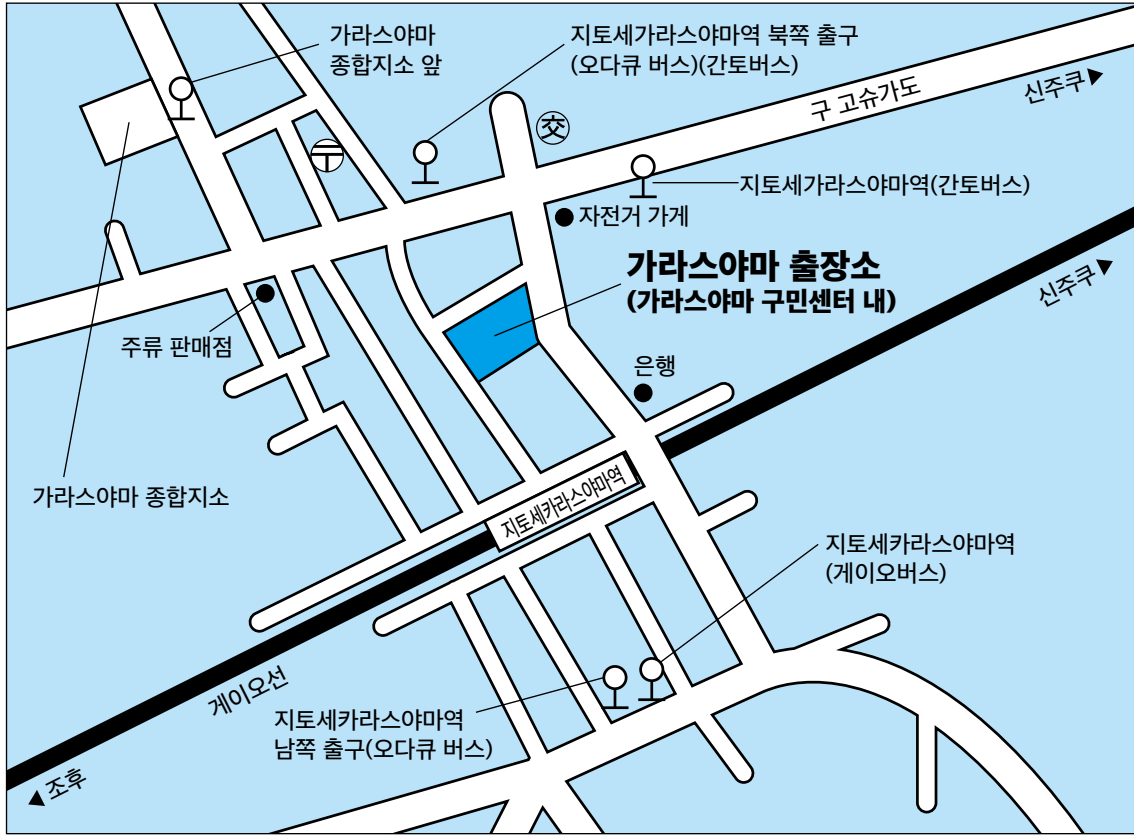 가라스야마
종합지소 앞
지토세가라스야마역 북쪽 출구
(오다큐 버스)(간토버스)
구 고슈가도
신주쿠
〒
交
지토세가라스야마역(간토버스)
자전거 가게
가라스야마 출장소
(가라스야마 구민센터 내)
신주쿠
주류 판매점
은행
가라스야마 종합지소
지토세카라스야마역
지토세카라스야마역
(게이오버스)
게이오선
지토세카라스야마역
남쪽 출구(오다큐 버스)
조후